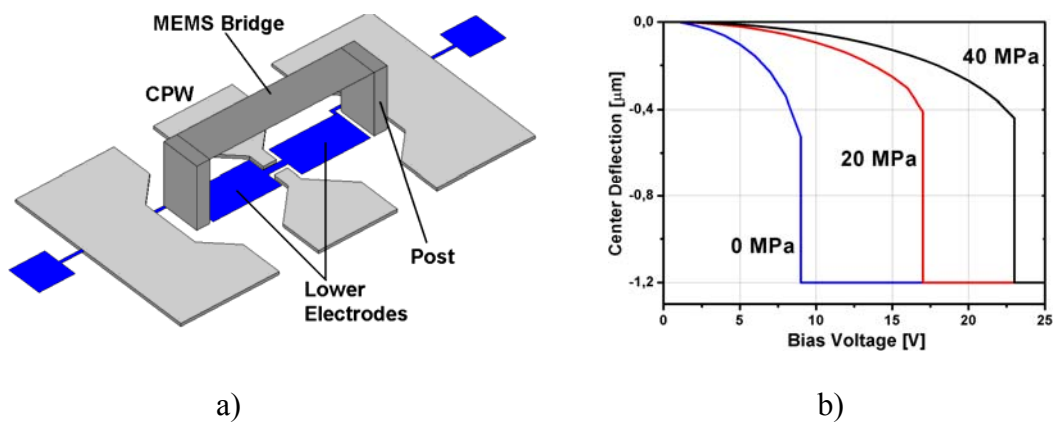 MEMS Bridge
CPW
Post
Lower
Electrodes
a)
Center Deflection [μm]
0,0
-0,4
-0,8
-1,2
40 MPa
20 MPa
0 MPa
0 5 10 15 20 25
Bias Voltage [V]
b)